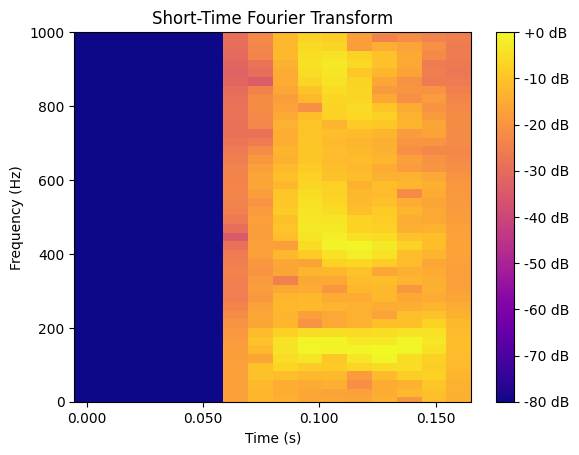 Short-Time Fourier Transform
Frequency (Hz)
1000
800
600
400
200
0
0.000
0.050
0.100
0.150
Time (s)
+0 dB
-10 dB
-20 dB
-30 dB
-40 dB
-50 dB
-60 dB
-70 dB
-80 dB